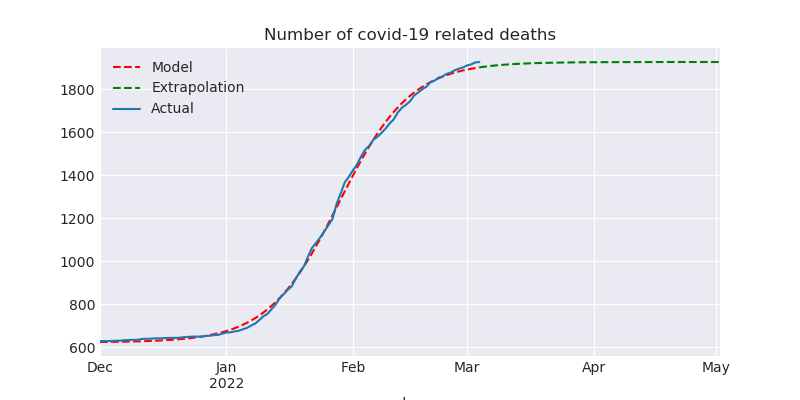 Number of covid-19 related deaths
Model
Extrapolation
Actual
1800
1600
1400
1200
1000
800
600
Dec
Jan
Feb
Mar
Apr
May
2022